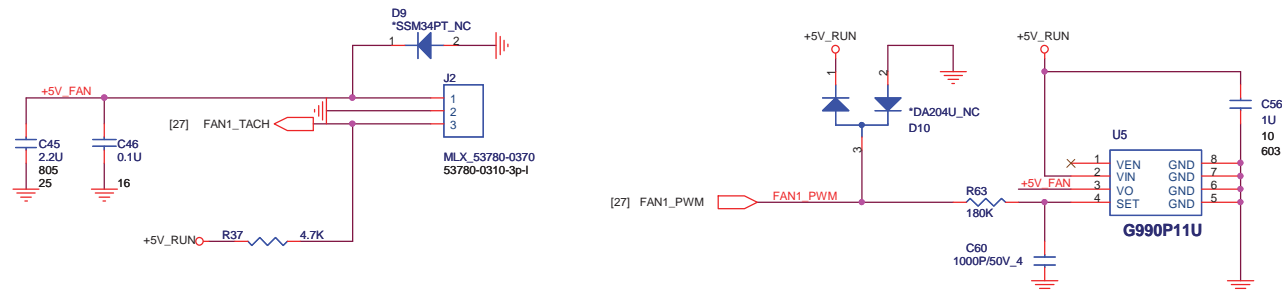 D9
*SSM34PT_NC
1
2
J2
+5V_FAN
1
2
3
[27] FAN1_TACH
C45
2.2U
805
25
C46
0.1U
16
MLX_53780-0370
53780-0310-3p-l
+5V_RUN
R37
4.7K
+5V_RUN
1
2
*DA204U_NC
D10
3
+5V_RUN
C56
1U
10
603
U5
1 VEN GND 8
2 VIN GND 7
+5V_FAN 3 VO GND 6
4 SET GND 5
G990P11U
[27] FAN1_PWM
FAN1_PWM
R63
180K
C60
1000P/50V_4